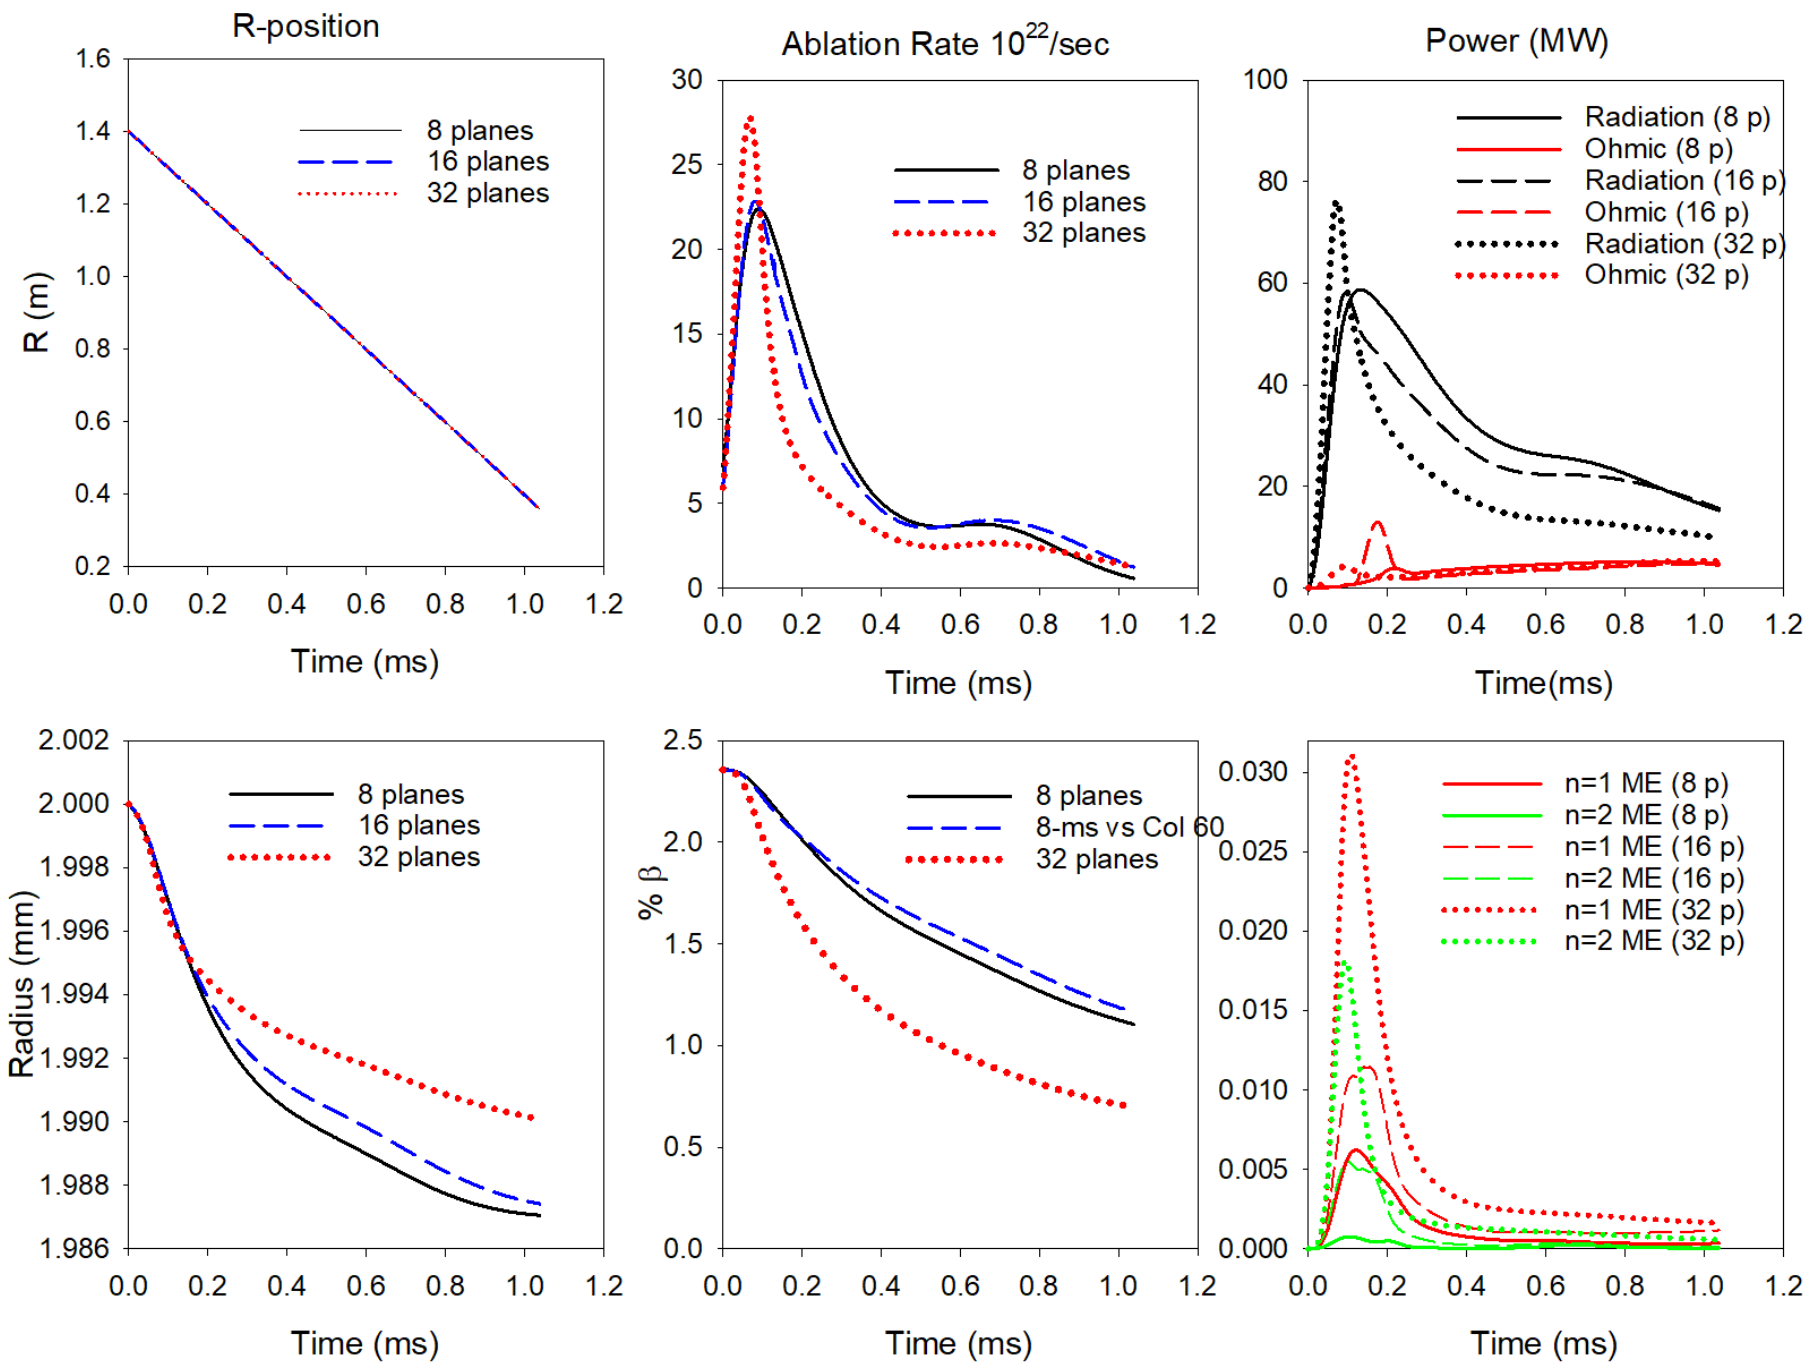 R-position
1.6
1.4
1.2
1.0
0.8
0.6
0.4
0.2
R (m)
8 planes
16 planes
32 planes
0.0 0.2 0.4 0.6 0.8 1.0 1.2
Time (ms)
Ablation Rate 10²²/sec
30
25
20
15
10
5
0
8 planes
16 planes
32 planes
0.0 0.2 0.4 0.6 0.8 1.0 1.2
Time (ms)
Power (MW)
100
80
60
40
20
0
Radiation (8 p)
Ohmic (8 p)
Radiation (16 p)
Ohmic (16 p)
Radiation (32 p)
Ohmic (32 p)
0.0 0.2 0.4 0.6 0.8 1.0 1.2
Time(ms)
2.002
2.000
1.998
1.996
1.994
1.992
1.990
1.988
1.986
Radius (mm)
8 planes
16 planes
32 planes
0.0 0.2 0.4 0.6 0.8 1.0 1.2
Time (ms)
2.5
2.0
1.5
1.0
0.5
0.0
% β
8 planes
8-ms vs Col 60
32 planes
0.0 0.2 0.4 0.6 0.8 1.0 1.2
Time (ms)
0.030
0.025
0.020
0.015
0.010
0.005
0.000
n=1 ME (8 p)
n=2 ME (8 p)
n=1 ME (16 p)
n=2 ME (16 p)
n=1 ME (32 p)
n=2 ME (32 p)
0.0 0.2 0.4 0.6 0.8 1.0 1.2
Time (ms)